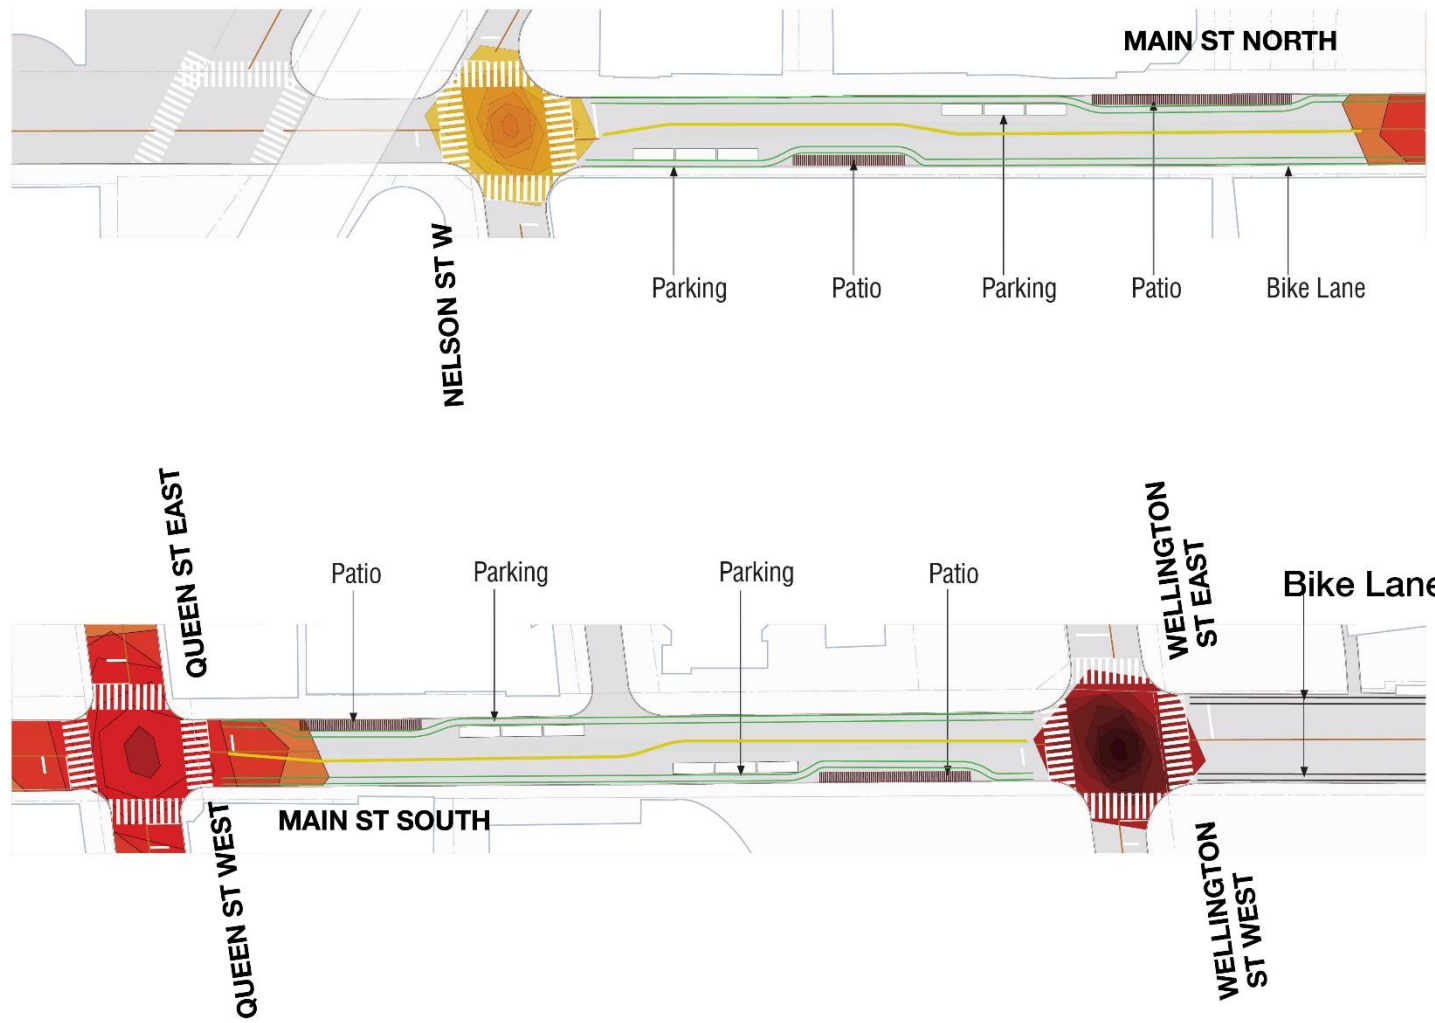 MAIN ST NORTH
NELSON ST W
Parking
Patio
Parking
Patio
Bike Lane
QUEEN ST EAST
Patio
Parking
Parking
Patio
WELLINGTON
ST EAST
Bike Lane
MAIN ST SOUTH
QUEEN ST WEST
WELLINGTON
ST WEST